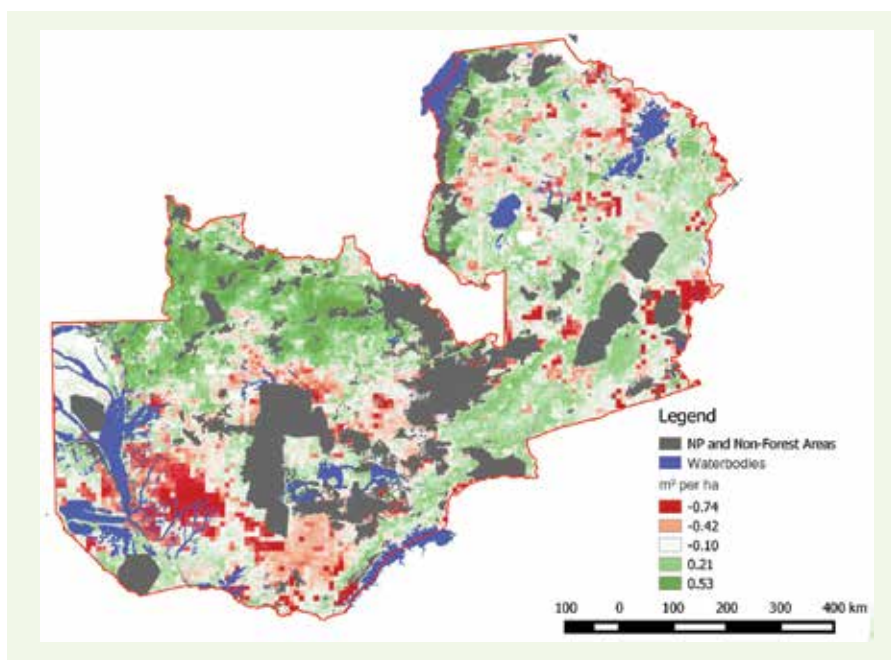 Legend
NP and Non-Forest Areas
Waterbodies
m³ per ha
-0.74
-0.42
-0.10
0.21
0.53
100 0 100 200 300 400 km